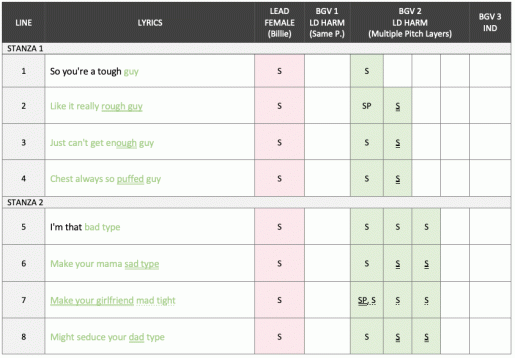 LINE LYRICS LEAD FEMALE (Billie) BGV 1 LD HARM (Same P.) BGV 2 LD HARM (Multiple Pitch Layers) BGV 3 IND
STANZA 1
1 So you're a tough guy S S
2 Like it really rough guy S SP S
3 Just can't get enough guy S S S
4 Chest always so puffed guy S S S
STANZA 2
5 I'm that bad type S S S S
6 Make your mama sad type S S S S
7 Make your girlfriend mad tight S SP, S S S
8 Might seduce your dad type S S S S